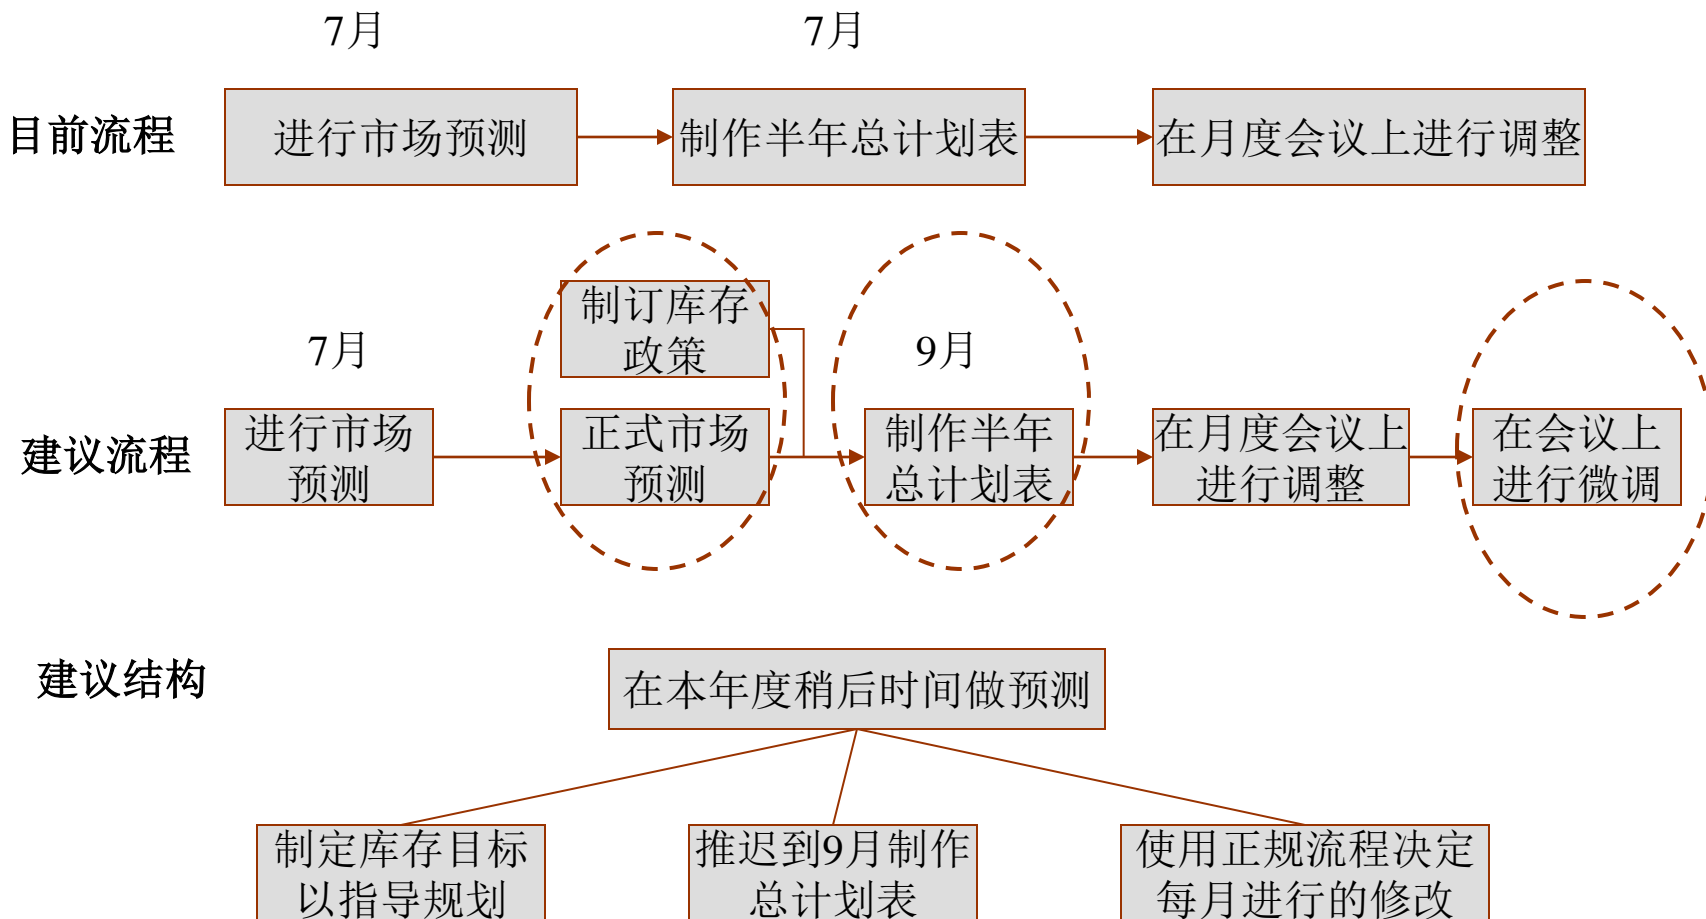 7月
7月
目前流程
进行市场预测
制作半年总计划表
在月度会议上进行调整
制订库存
政策
7月
9月
建议流程
进行市场
预测
正式市场
预测
制作半年
总计划表
在月度会议上
进行调整
在会议上
进行微调
建议结构
在本年度稍后时间做预测
制定库存目标
以指导规划
推迟到9月制作
总计划表
使用正规流程决定
每月进行的修改